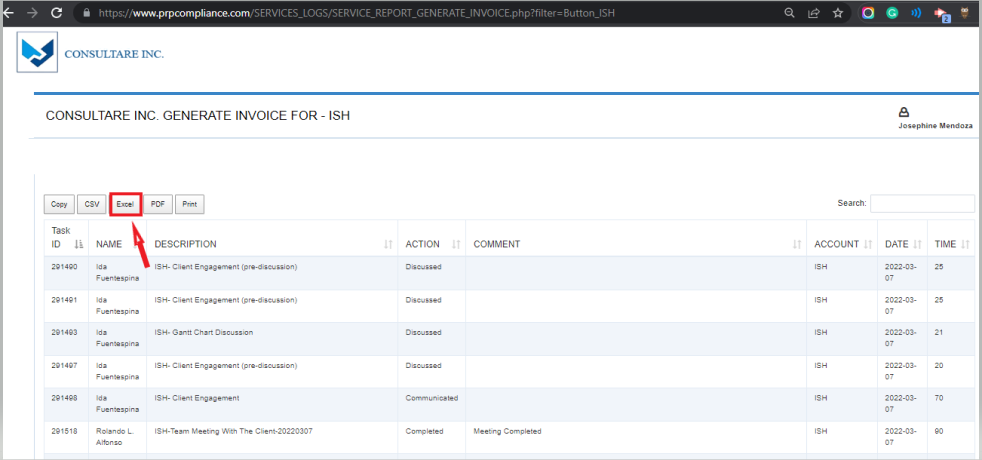 https://www.prpcompliance.com/SERVICES_LOGS/SERVICE_REPORT_GENERATE_INVOICE.php?filter=Button_ISH
2
CONSULTARE INC.
CONSULTARE INC. GENERATE INVOICE FOR - ISH
Josephine Mendoza
Copy CSV Excel PDF Print Search:
Task
ID NAME DESCRIPTION ACTION COMMENT ACCOUNT DATE TIME
291490 Ida ISH- Client Engagement (pre-discussion) Discussed ISH 2022-03- 25
Fuentespina 07
291491 Ida ISH- Client Engagement (pre-discussion) Discussed ISH 2022-03- 25
Fuentespina 07
291493 Ida ISH- Gantt Chart Discussion Discussed ISH 2022-03- 21
Fuentespina 07
291497 Ida ISH- Client Engagement (pre-discussion) Discussed ISH 2022-03- 20
Fuentespina 07
291498 Ida ISH- Client Engagement Communicated ISH 2022-03- 70
Fuentespina 07
291518 Rolando L. ISH-Team Meeting With The Client-20220307 Completed Meeting Completed ISH 2022-03- 90
Alfonso 07